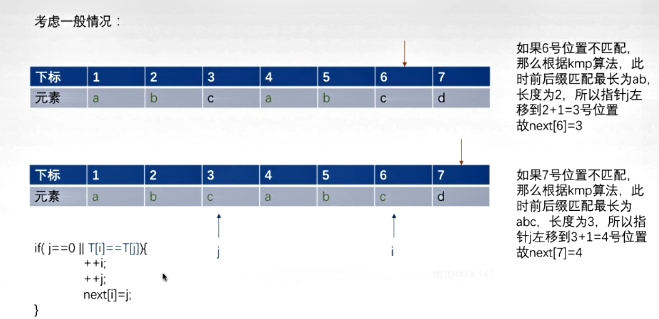 考虑一般情况：
下标 1 2 3 4 5 6 7
元素 a b c a b c d
如果6号位置不匹配,
那么根据kmp算法, 此
时前后缀匹配最长为ab,
长度为2, 所以指针j左
移到2+1=3号位置
故next[6]=3
下标 1 2 3 4 5 6 7
元素 a b c a b c d
如果7号位置不匹配,
那么根据kmp算法, 此
时前后缀匹配最长为
abc, 长度为3, 所以指
针j左移到3+1=4号位置
故next[7]=4
j i
if( j==0 || T[i]==T[j]){
++i;
++j;
next[i]=j;
}